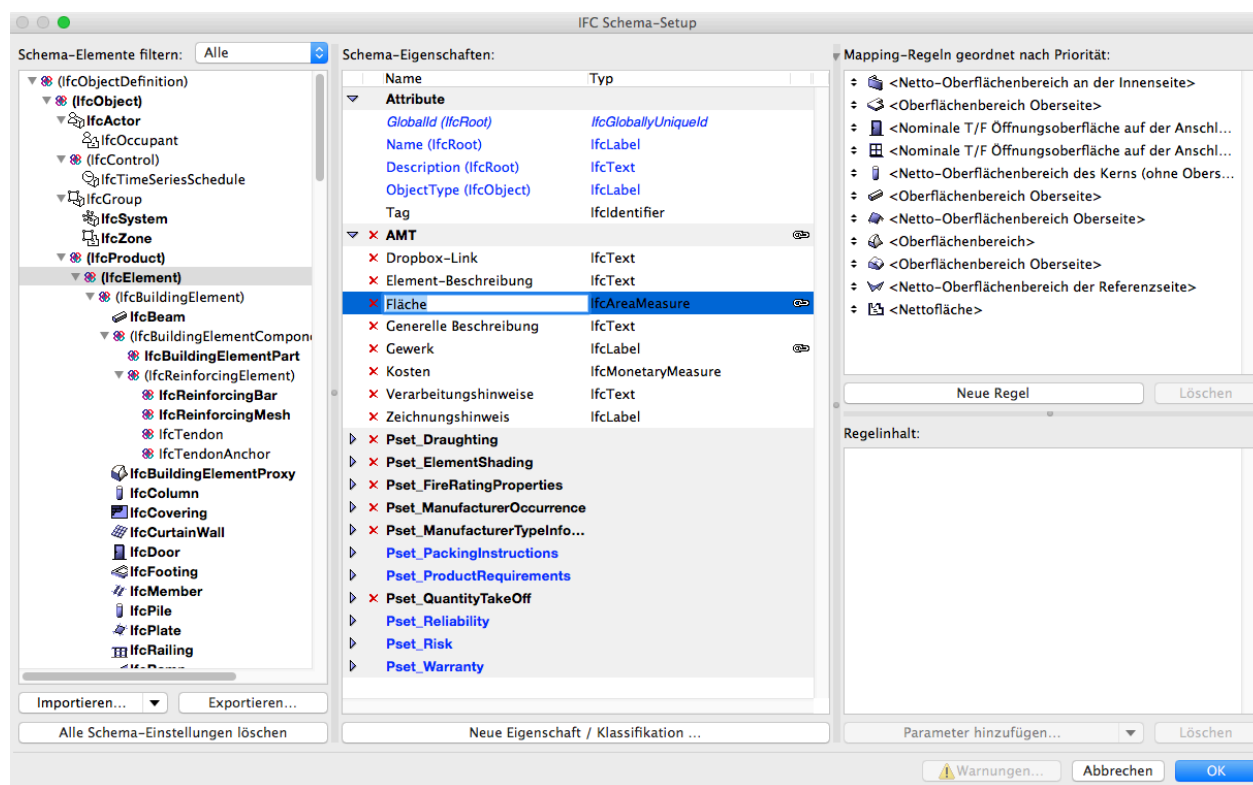 IFC Schema-Setup
Schema-Elemente filtern: Alle
(IfcObjectDefinition)
(IfcObject)
IfcActor
IfcOccupant
(IfcControl)
IfcTimeSeriesSchedule
IfcGroup
IfcSystem
IfcZone
(IfcProduct)
(IfcElement)
(IfcBuildingElement)
IfcBeam
(IfcBuildingElementCompon
IfcBuildingElementPart
(IfcReinforcingElement)
IfcReinforcingBar
IfcReinforcingMesh
IfcTendon
IfcTendonAnchor
IfcBuildingElementProxy
IfcColumn
IfcCovering
IfcCurtainWall
IfcDoor
IfcFooting
IfcMember
IfcPile
IfcPlate
IfcRailing
Importieren... Exportieren...
Alle Schema-Einstellungen löschen
Schema-Eigenschaften:
Name Typ
Attribute
GlobalId (IfcRoot) IfcGloballyUniqueId
Name (IfcRoot) IfcLabel
Description (IfcRoot) IfcText
ObjectType (IfcObject) IfcLabel
Tag IfcIdentifier
AMT
Dropbox-Link IfcText
Element-Beschreibung IfcText
Fläche IfcAreaMeasure
Generelle Beschreibung IfcText
Gewerk IfcLabel
Kosten IfcMonetaryMeasure
Verarbeitungshinweise IfcText
Zeichnungshinweis IfcLabel
Pset_Draughting
Pset_ElementShading
Pset_FireRatingProperties
Pset_ManufacturerOccurrence
Pset_ManufacturerTypeInfo...
Pset_PackingInstructions
Pset_ProductRequirements
Pset_QuantityTakeOff
Pset_Reliability
Pset_Risk
Pset_Warranty
Neue Eigenschaft / Klassifikation ...
Mapping-Regeln geordnet nach Priorität:
<Netto-Oberflächenbereich an der Innenseite>
<Oberflächenbereich Oberseite>
<Nominale T/F Öffnungsoberfläche auf der Anschl...
<Nominale T/F Öffnungsoberfläche auf der Anschl...
<Netto-Oberflächenbereich des Kerns (ohne Obers...
<Oberflächenbereich Oberseite>
<Netto-Oberflächenbereich Oberseite>
<Oberflächenbereich>
<Oberflächenbereich Oberseite>
<Netto-Oberflächenbereich der Referenzseite>
<Nettofläche>
Neue Regel Löschen
Regelinhalt:
Parameter hinzufügen... Löschen
Warnungen... Abbrechen OK